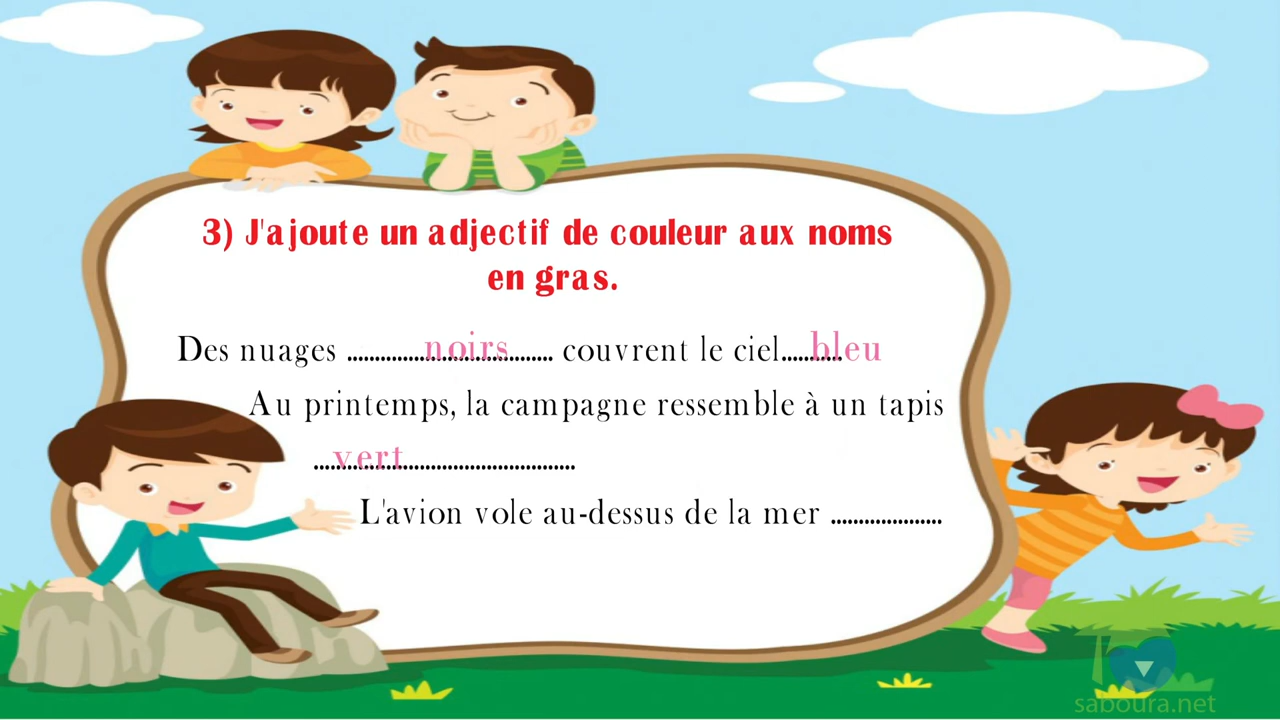 3) J'ajoute un adjectif de couleur aux noms
en gras.
Des nuages .......noirs....... couvrent le ciel....bleu
Au printemps, la campagne ressemble à un tapis
....vert..............................
L'avion vole au-dessus de la mer ....................
saboura.net